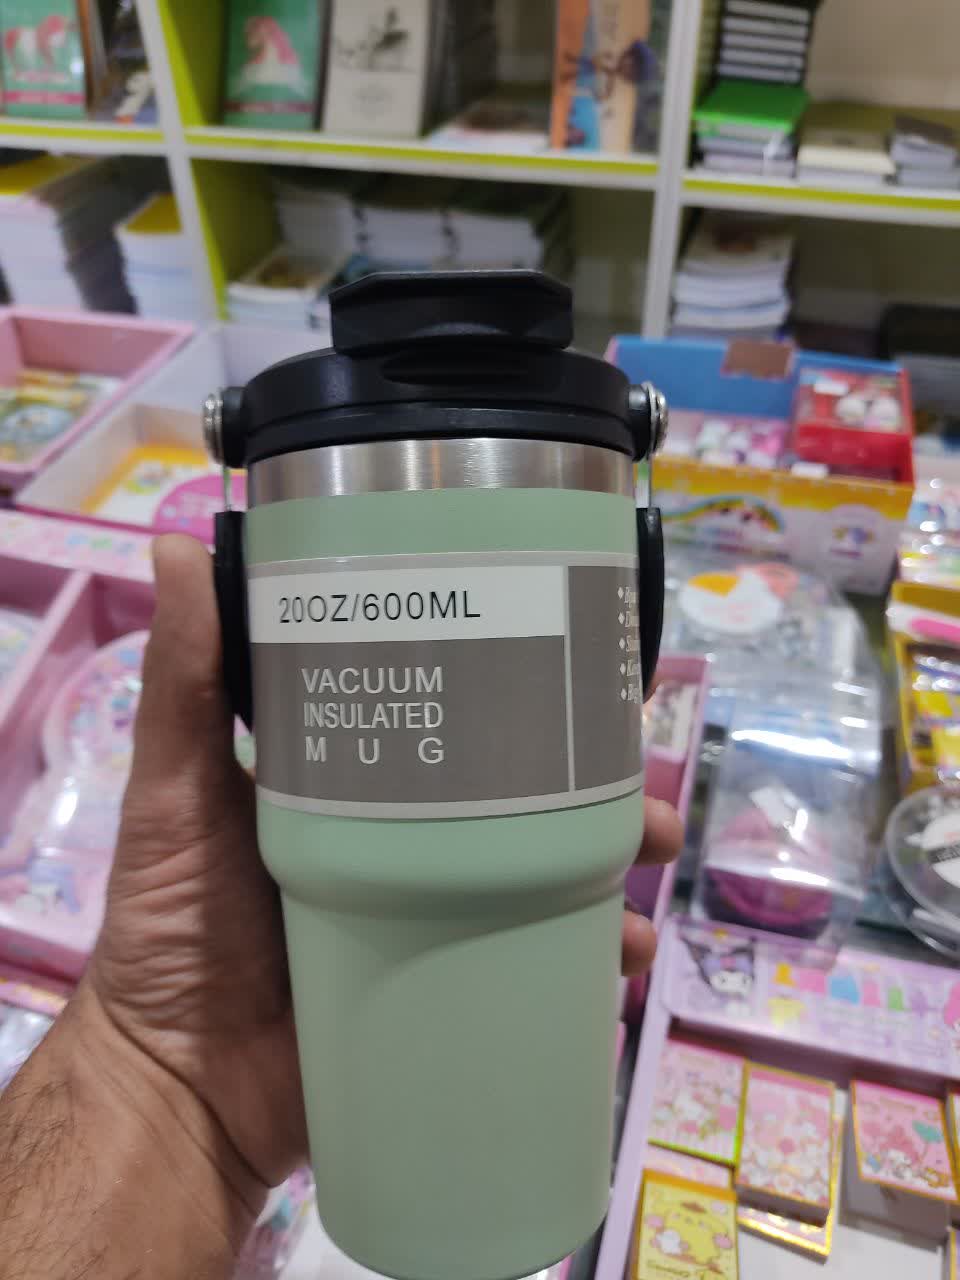 20OZ/600ML
VACUUM
INSULATED
MUG